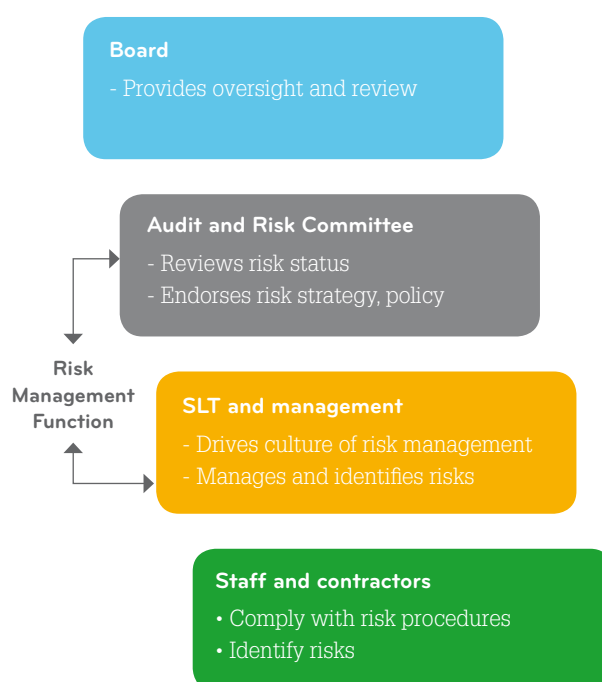 Board
- Provides oversight and review
Audit and Risk Committee
- Reviews risk status
- Endorses risk strategy, policy
Risk
Management
Function
SLT and management
- Drives culture of risk management
- Manages and identifies risks
Staff and contractors
• Comply with risk procedures
• Identify risks